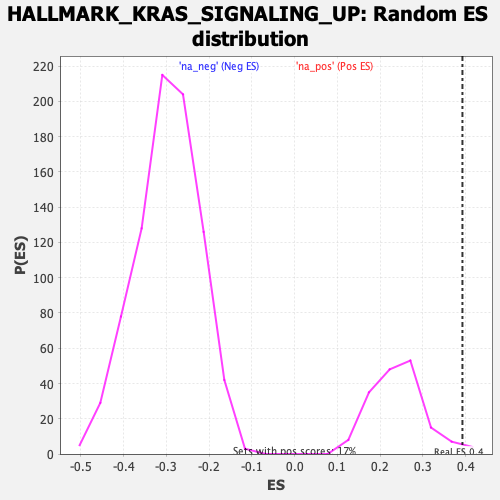 HALLMARK_KRAS_SIGNALING_UP: Random ES
distribution
'na_neg' (Neg ES) 'na_pos' (Pos ES)
220
200
180
160
140
120
100
80
60
40
20
0
P(ES)
Sets with pos scores: 17%
Real ES 0.4
-0.5 -0.4 -0.3 -0.2 -0.1 0.0 0.1 0.2 0.3 0.4
ES